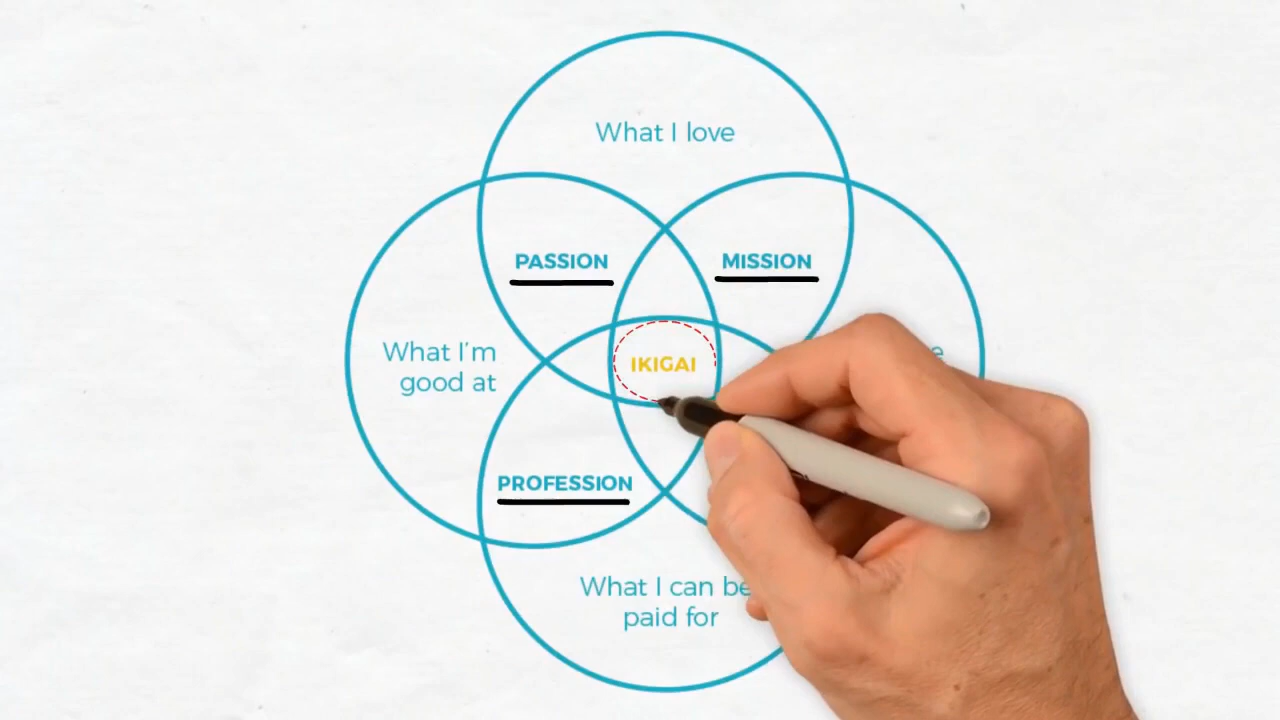 What I love
PASSION
MISSION
What I'm
good at
IKIGAI
PROFESSION
What I can be
paid for